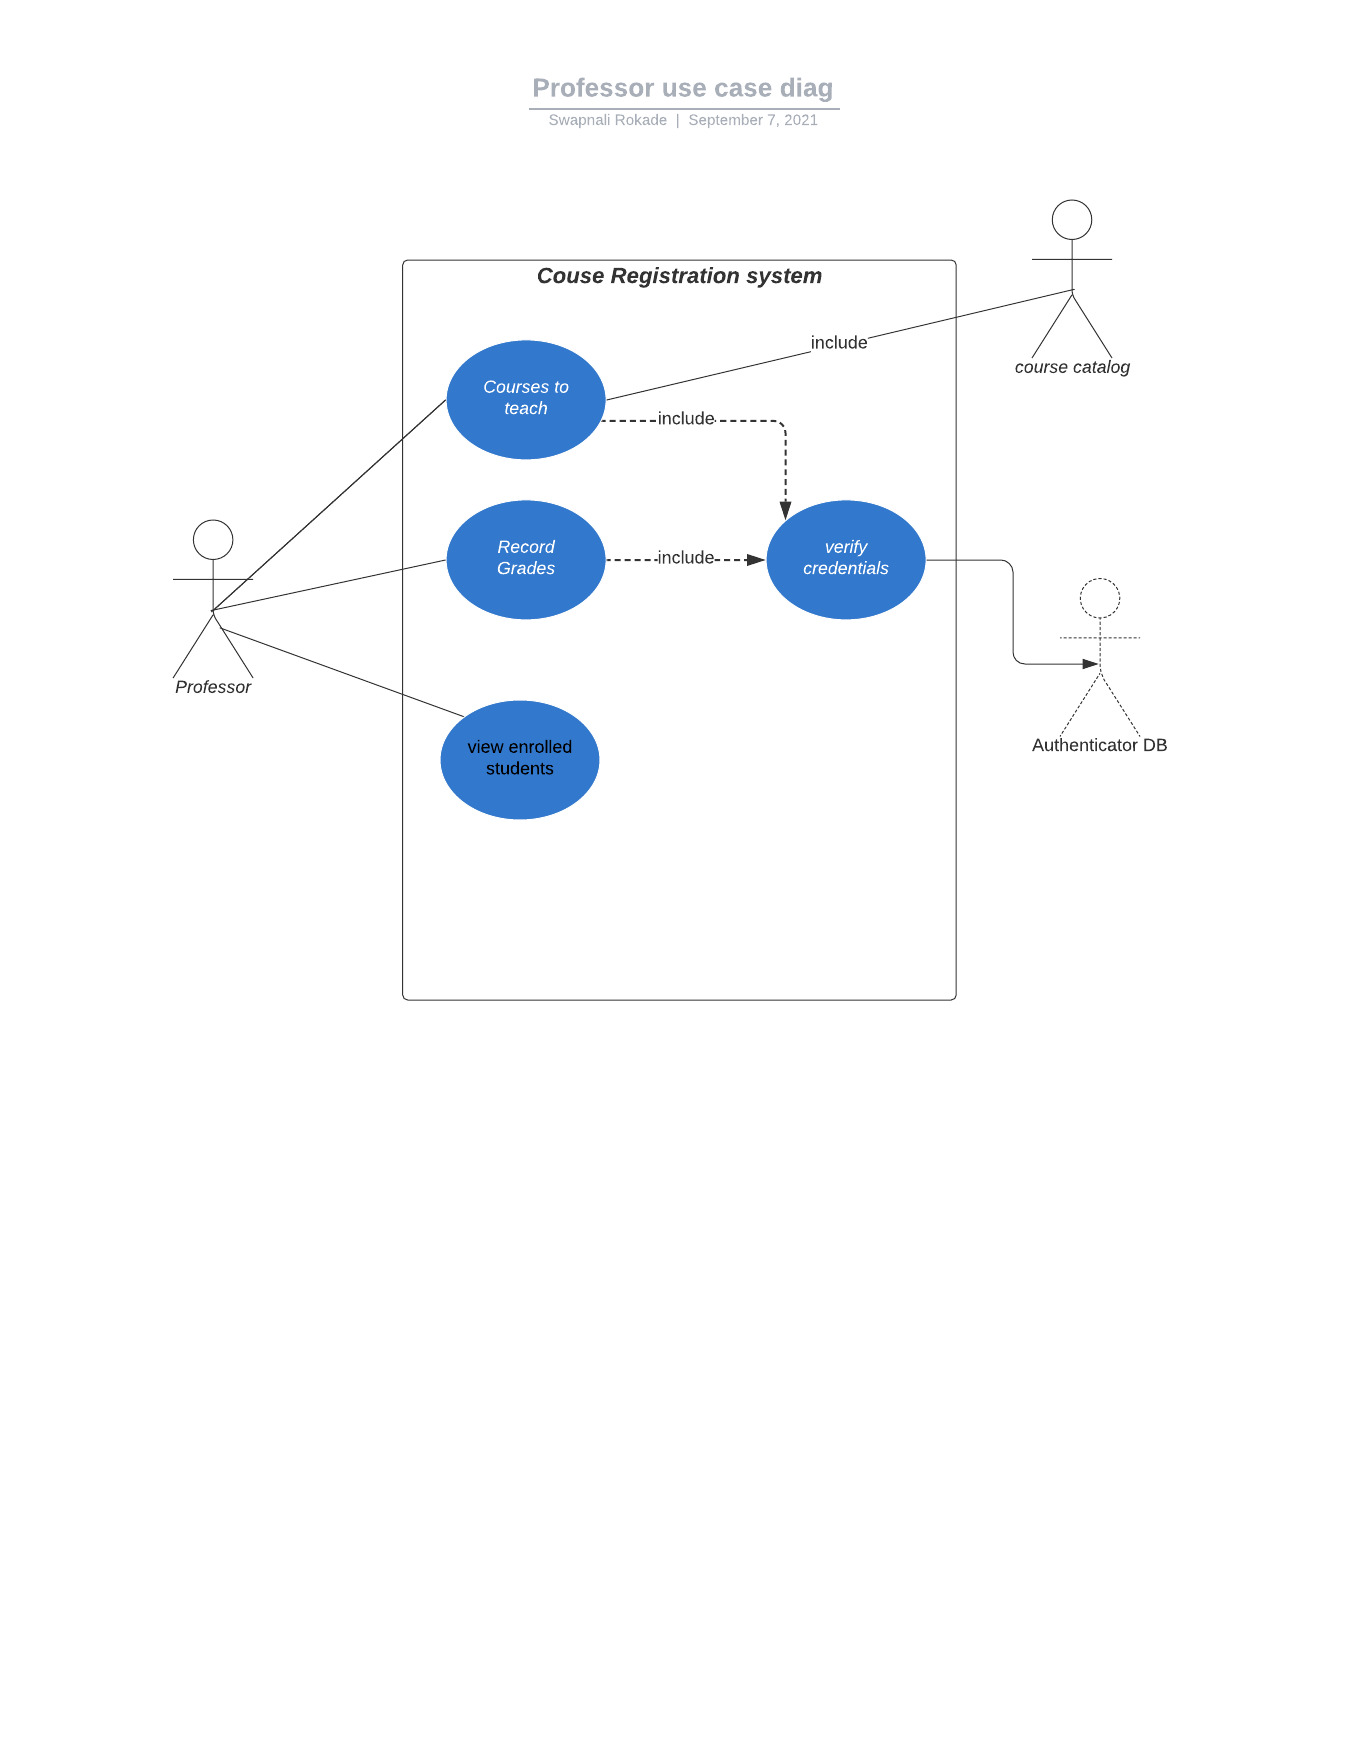 Professor use case diag
Swapnali Rokade | September 7, 2021
Couse Registration system
include
course catalog
Courses to
teach
include
Record
Grades
include
verify
credentials
Professor
view enrolled
students
Authenticator DB